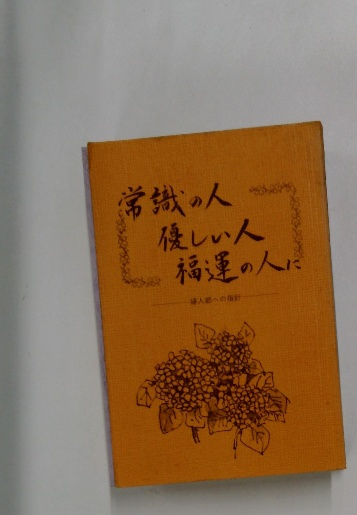 常識の人
優しい人
福運の人に
婦人部への指針